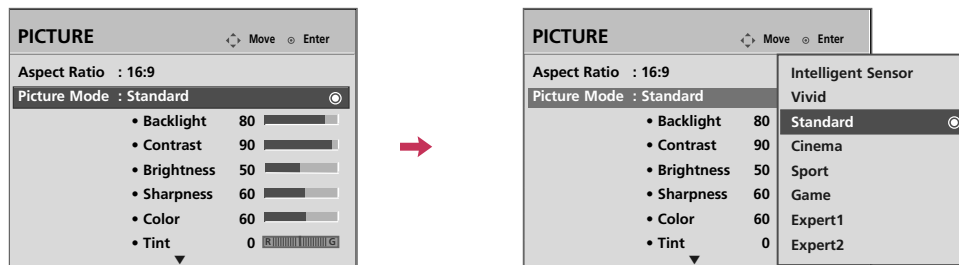 PICTURE
Move Enter
Aspect Ratio : 16:9
Picture Mode : Standard
• Backlight 80
• Contrast 90
• Brightness 50
• Sharpness 60
• Color 60
• Tint 0 R G
PICTURE
Move Enter
Aspect Ratio : 16:9
Picture Mode : Standard
• Backlight 80
• Contrast 90
• Brightness 50
• Sharpness 60
• Color 60
• Tint 0
Intelligent Sensor
Vivid
Standard
Cinema
Sport
Game
Expert1
Expert2